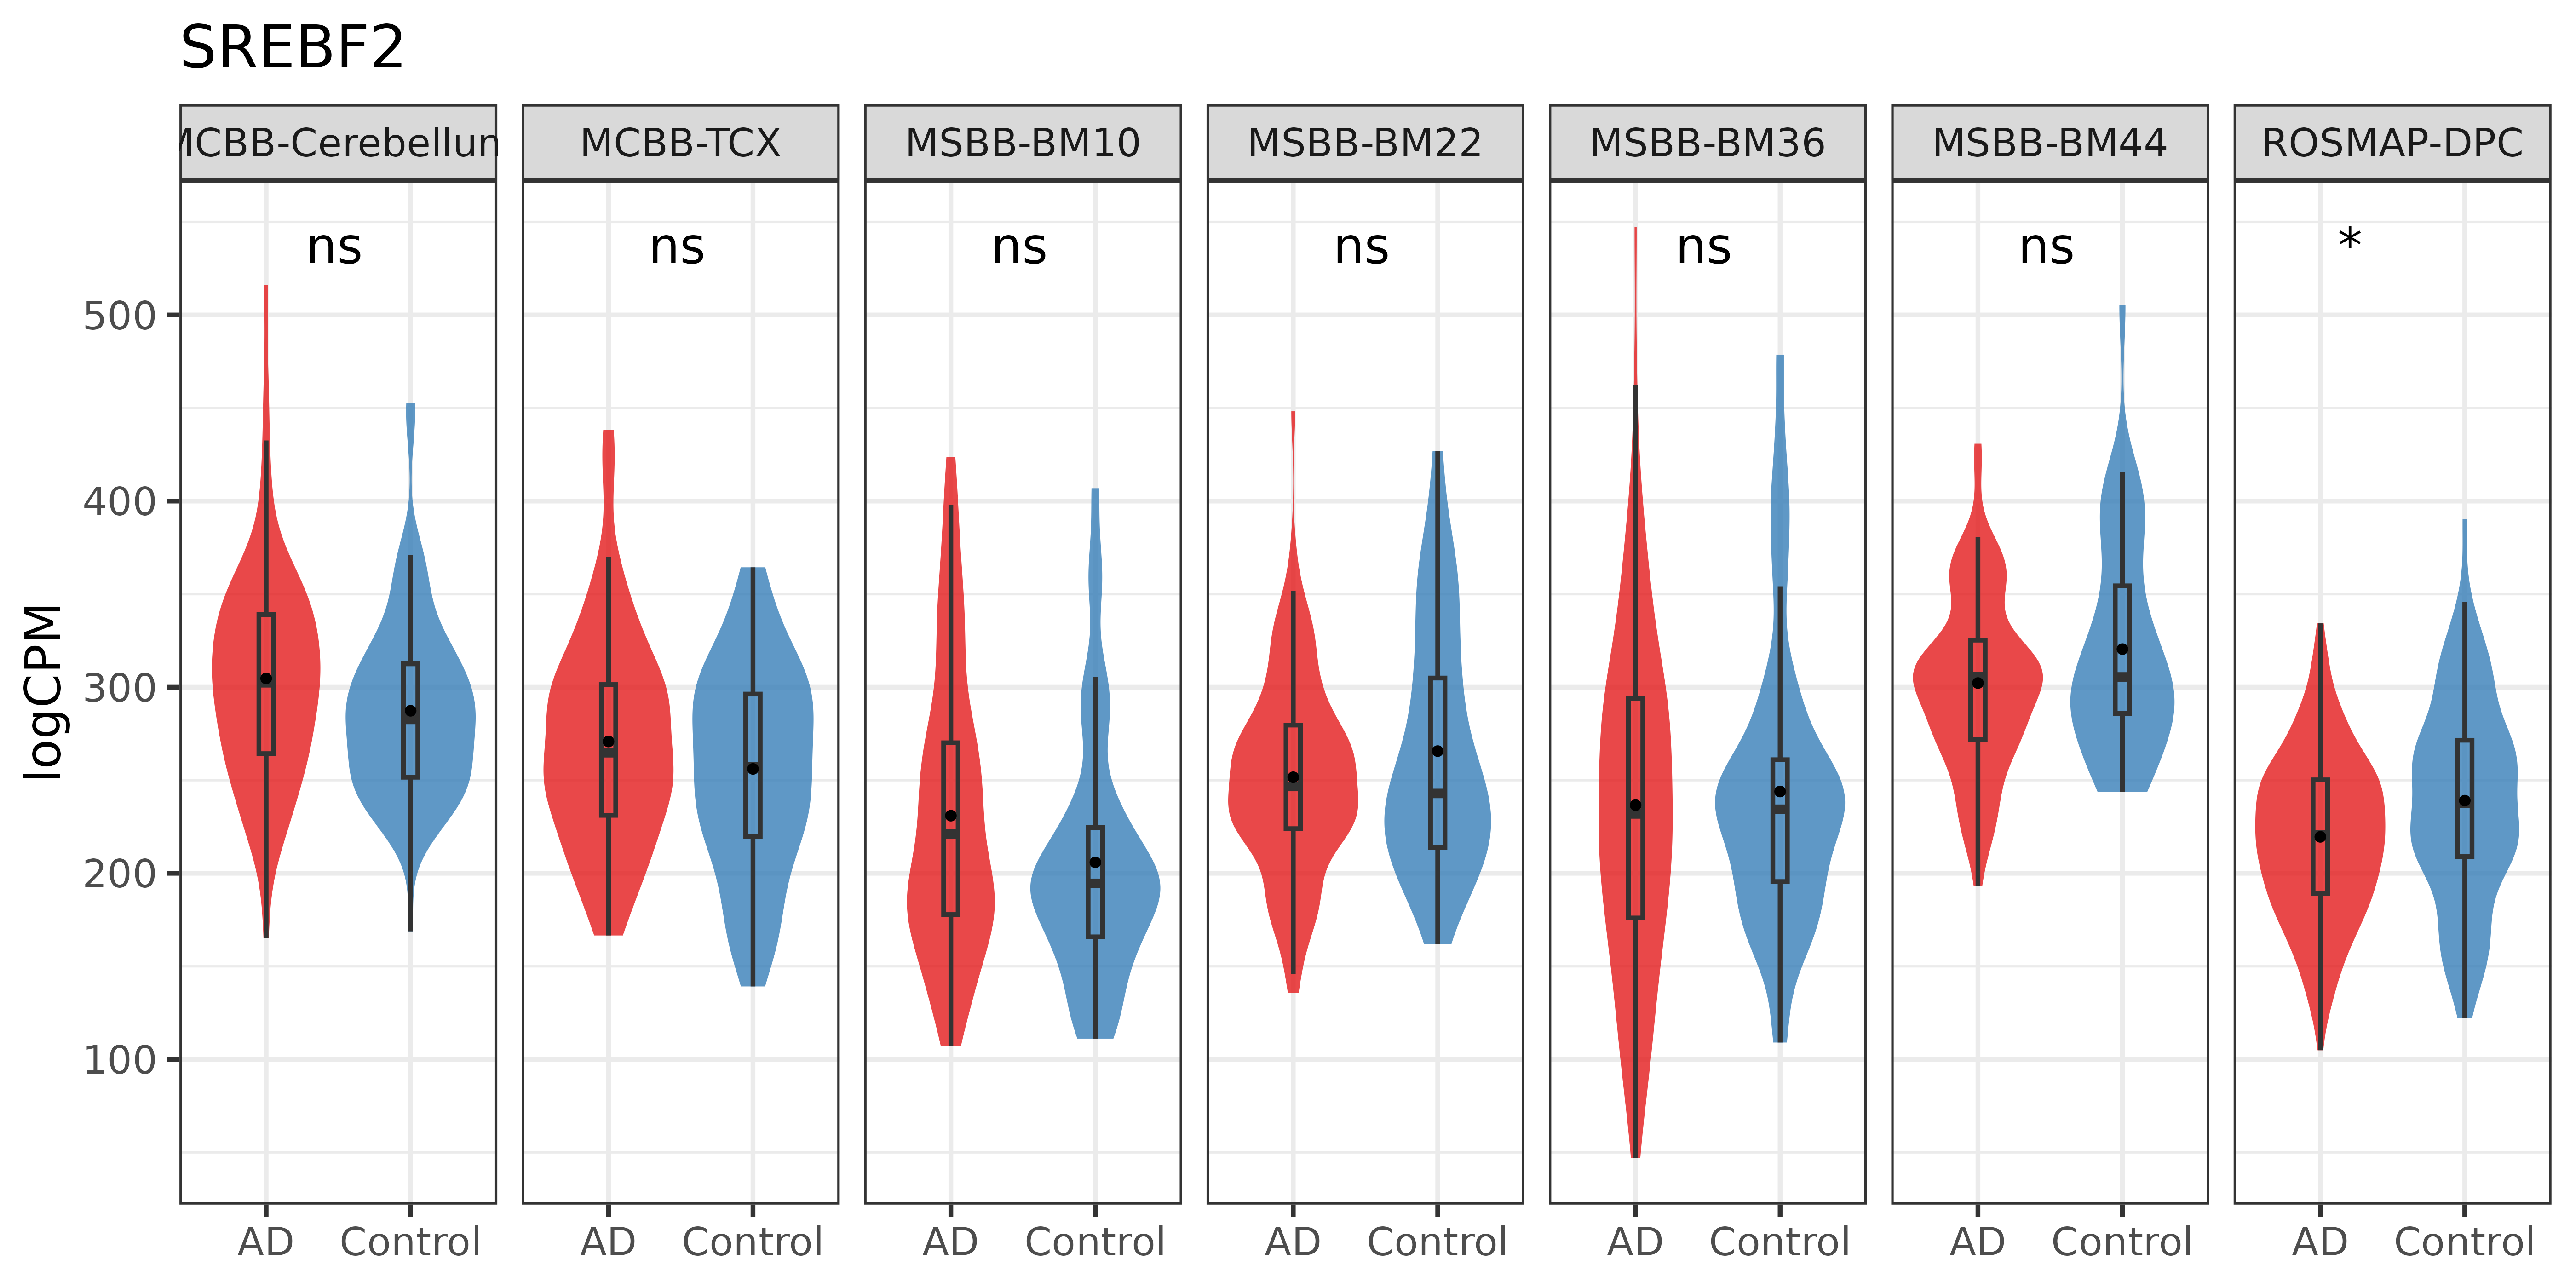 SREBF2
MCBB-Cerebellum MCBB-TCX MSBB-BM10 MSBB-BM22 MSBB-BM36 MSBB-BM44 ROSMAP-DPC
ns ns ns ns ns ns *
500
400
300
200
100
logCPM
AD Control AD Control AD Control AD Control AD Control AD Control AD Control